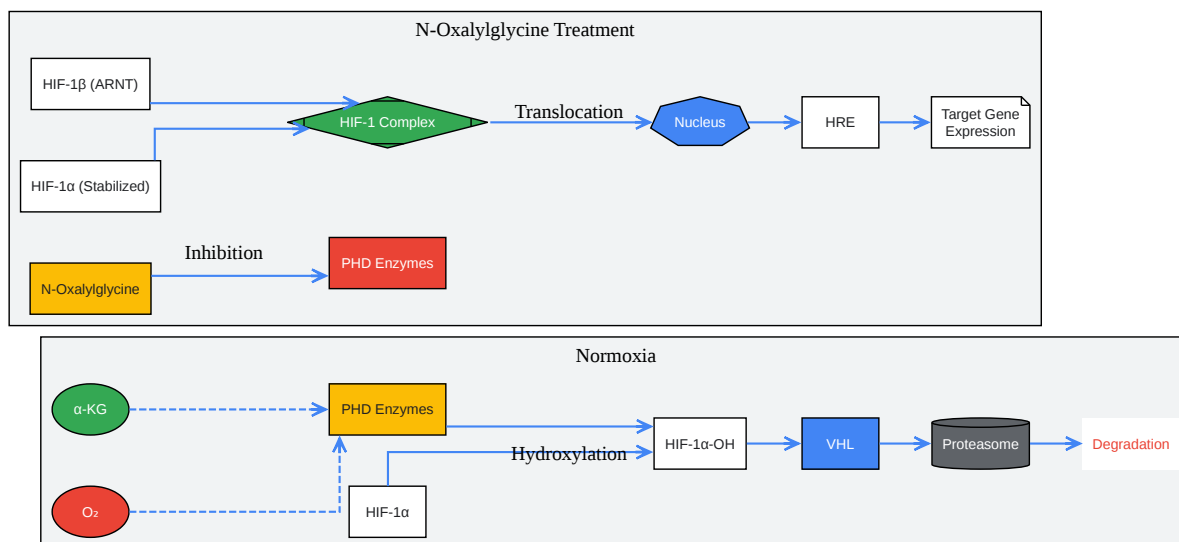 N-Oxalylglycine Treatment
HIF-1β (ARNT)
HIF-1α (Stabilized)
HIF-1 Complex
Translocation
Nucleus
HRE
Target Gene
Expression
N-Oxalylglycine
Inhibition
PHD Enzymes
Normoxia
α-KG
O₂
PHD Enzymes
HIF-1α
Hydroxylation
HIF-1α-OH
VHL
Proteasome
Degradation